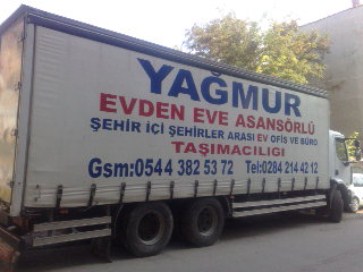 YAĞMUR
EVDEN EVE ASANSÖRLÜ
ŞEHİR İÇİ ŞEHİRLER ARASI EV OFİS VE BÜRO
TAŞIMACILIĞI
Gsm:0544 382 53 72 Tel:0284 214 42 12